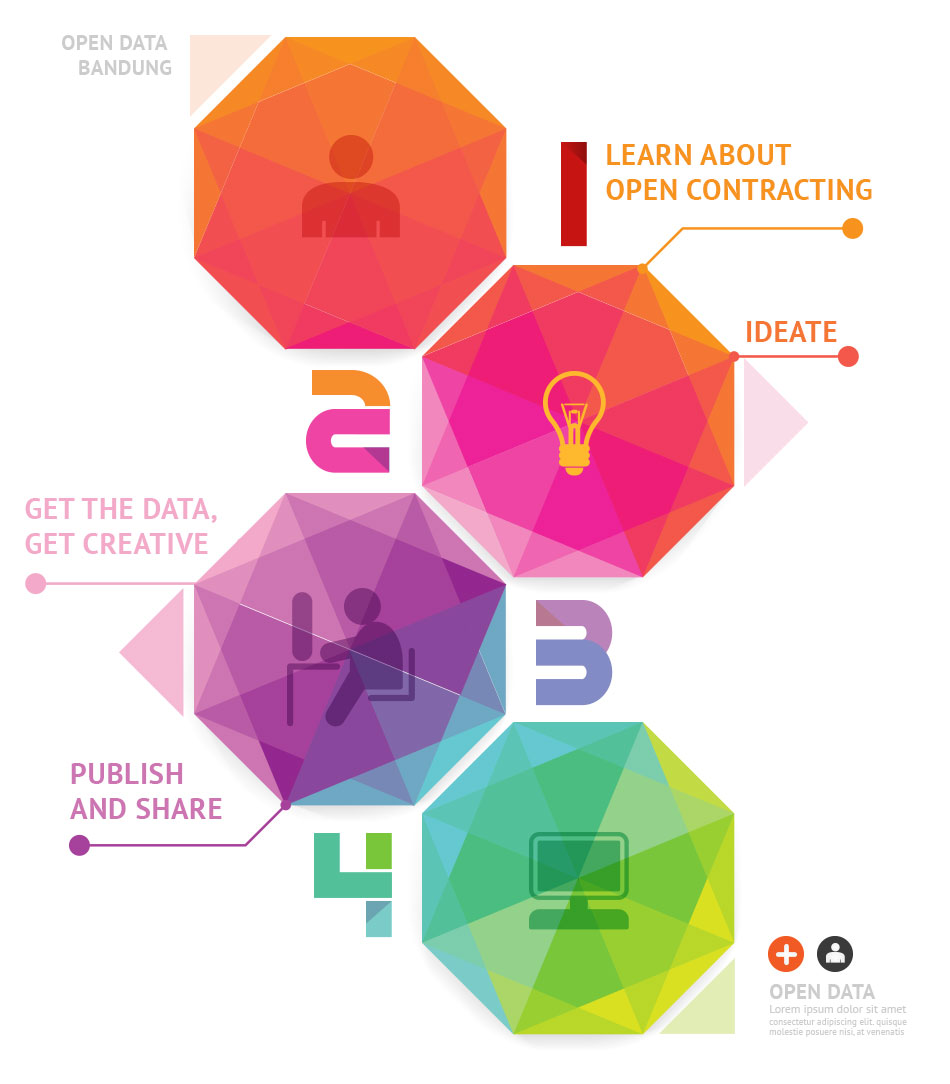 OPEN DATA
BANDUNG
1
LEARN ABOUT
OPEN CONTRACTING
IDEATE
2
GET THE DATA,
GET CREATIVE
3
PUBLISH
AND SHARE
4
OPEN DATA
Lorem ipsum dolor sit amet
consectetur adipiscing elit. quisque
molestie posuere nisi, at venenatis